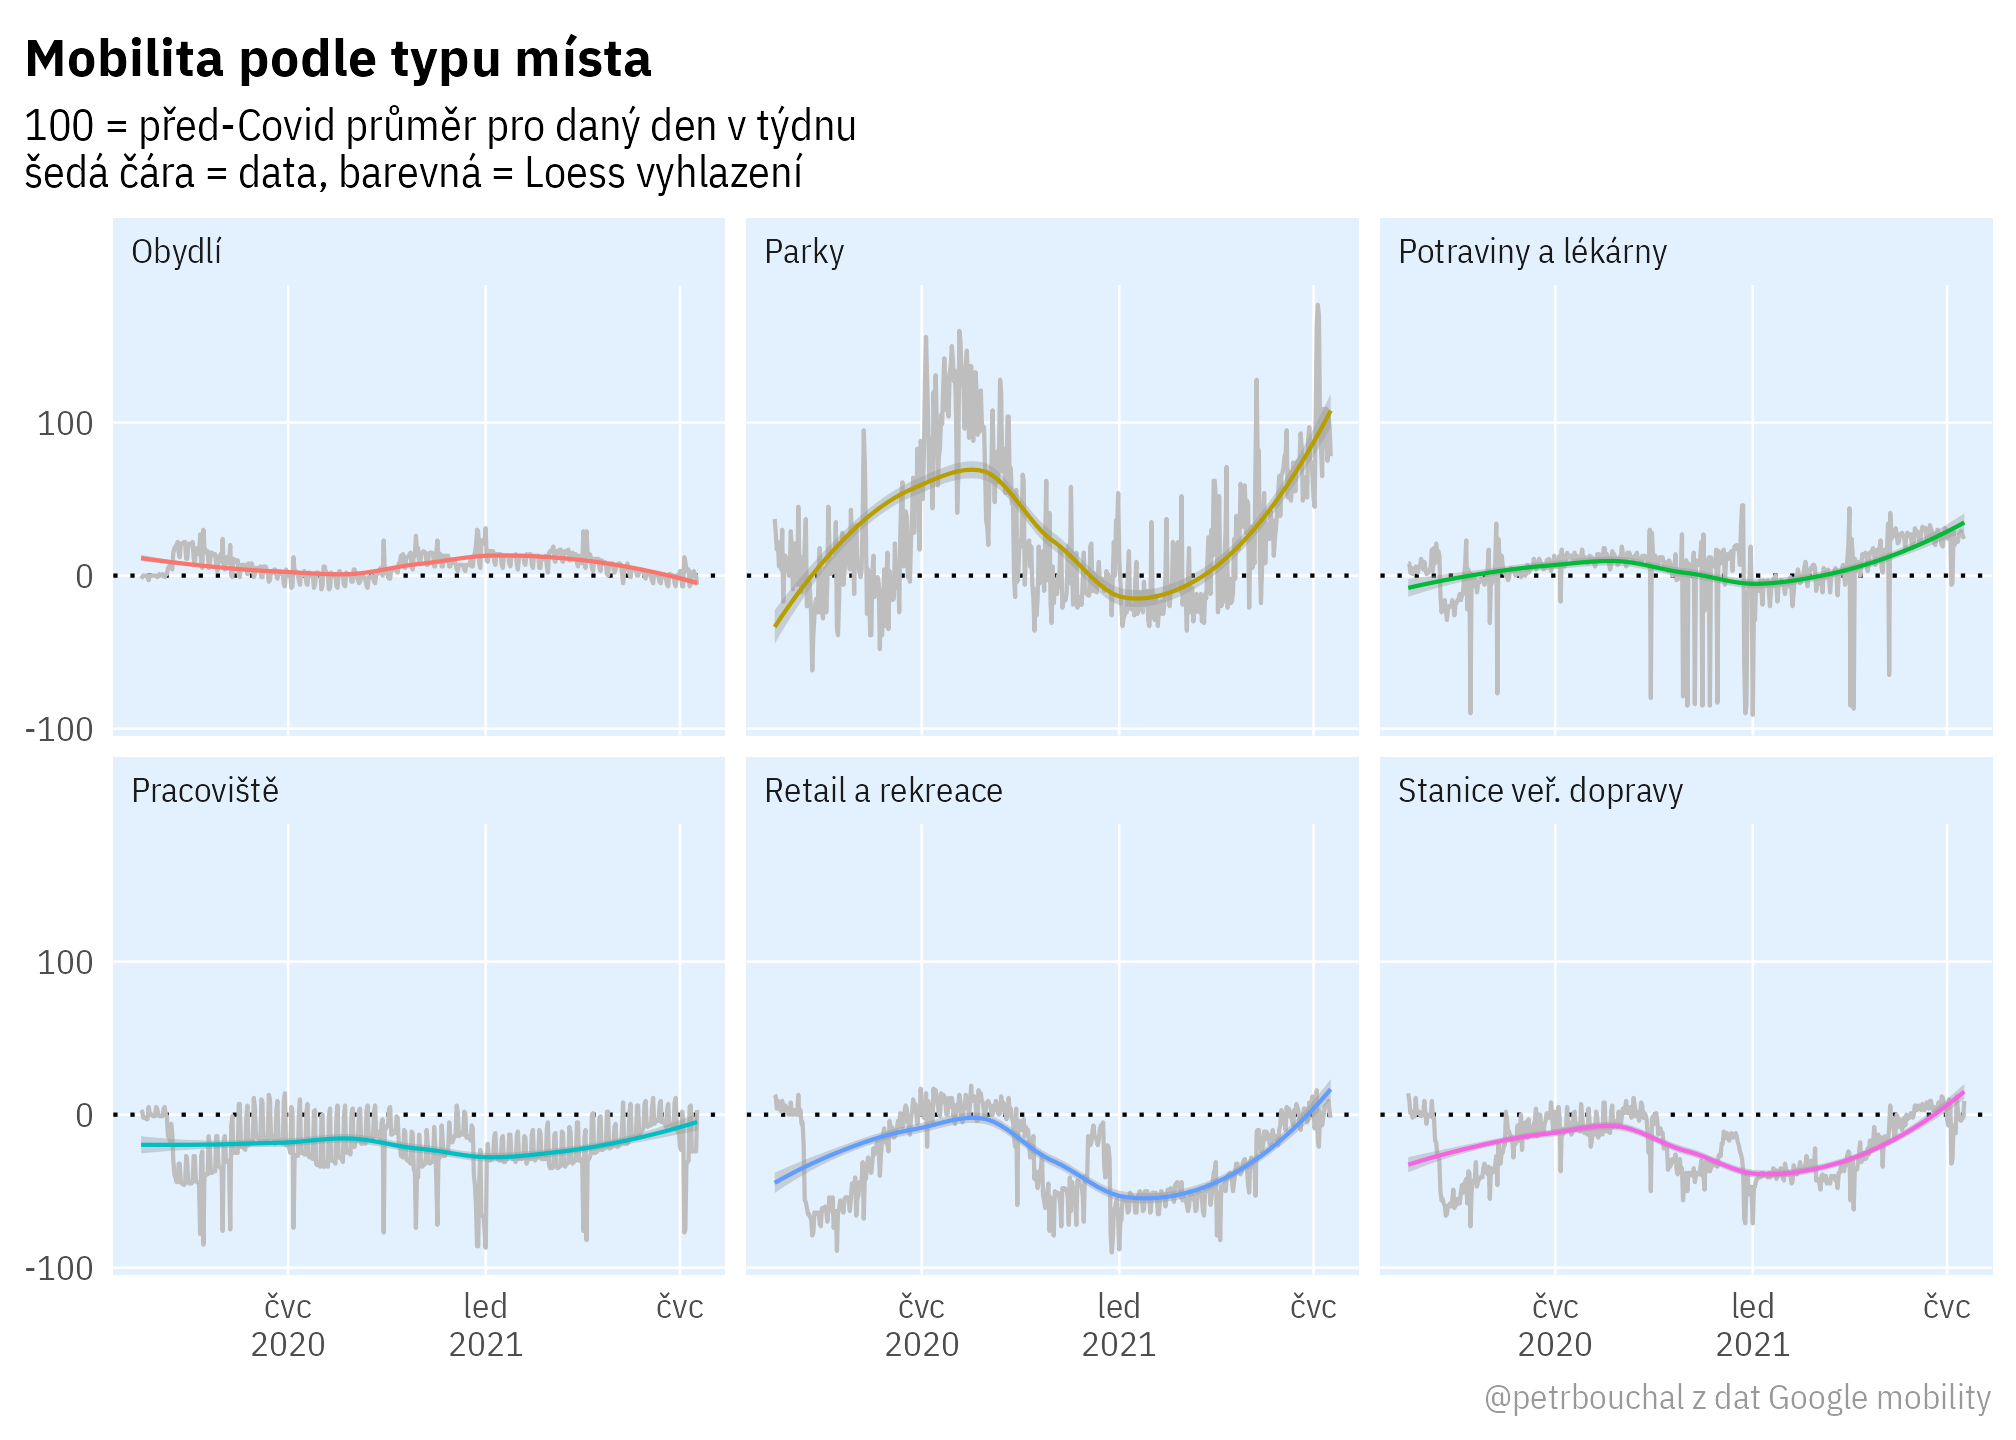 Mobilita podle typu místa
100 = před-Covid průměr pro daný den v týdnu
šedá čára = data, barevná = Loess vyhlazení
Obydlí
Parky
Potraviny a lékárny
100
0
-100
Pracoviště
Retail a rekreace
Stanice veř. dopravy
100
0
-100
čvc led čvc čvc led čvc čvc led čvc
2020 2021 2020 2021 2020 2021
@petrbouchal z dat Google mobility